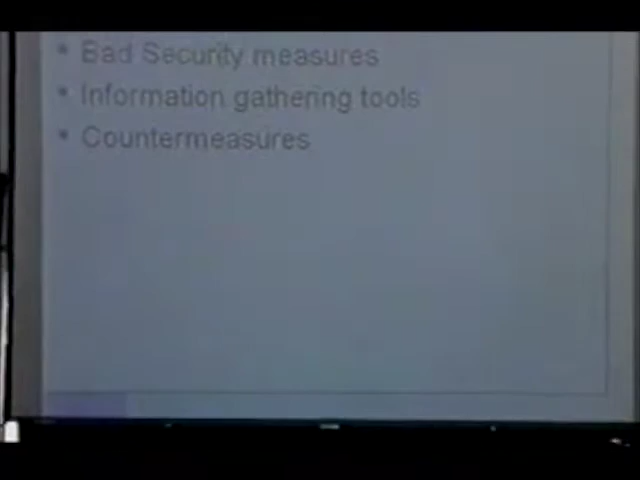 • Bad Security measures
• Information gathering tools
• Countermeasures